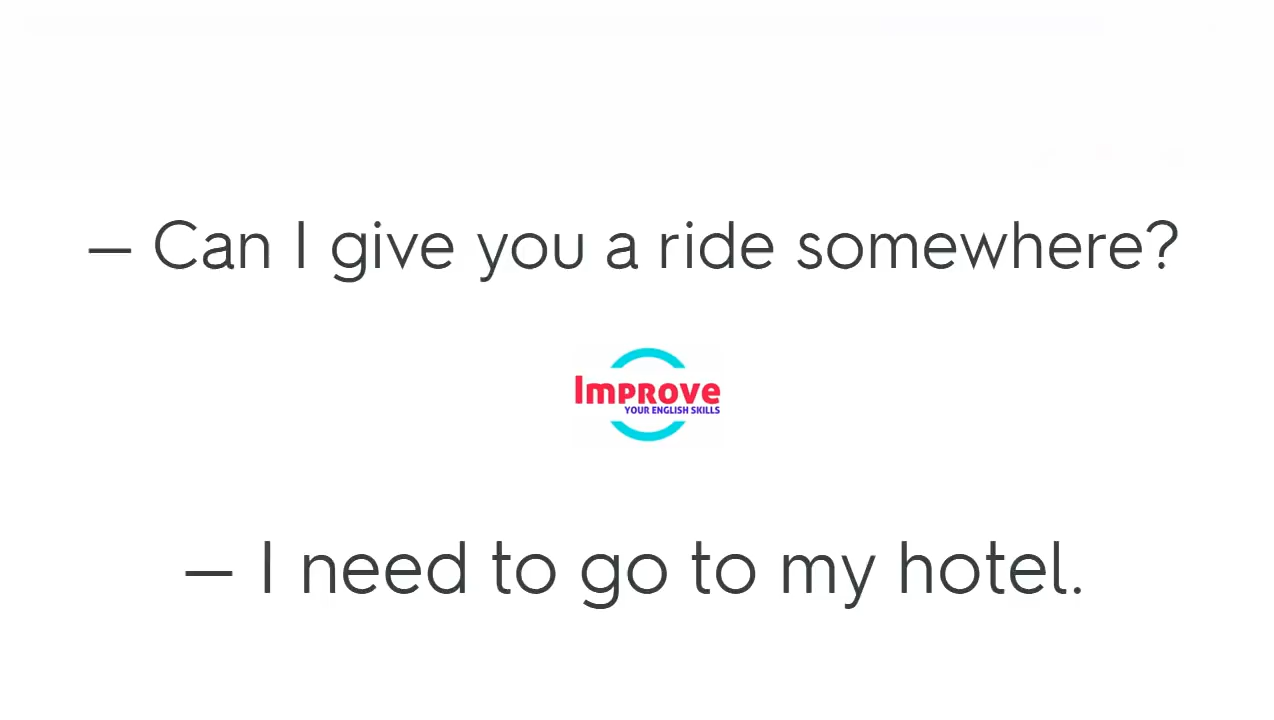 – Can I give you a ride somewhere?
Improve
YOUR ENGLISH SKILLS
– I need to go to my hotel.